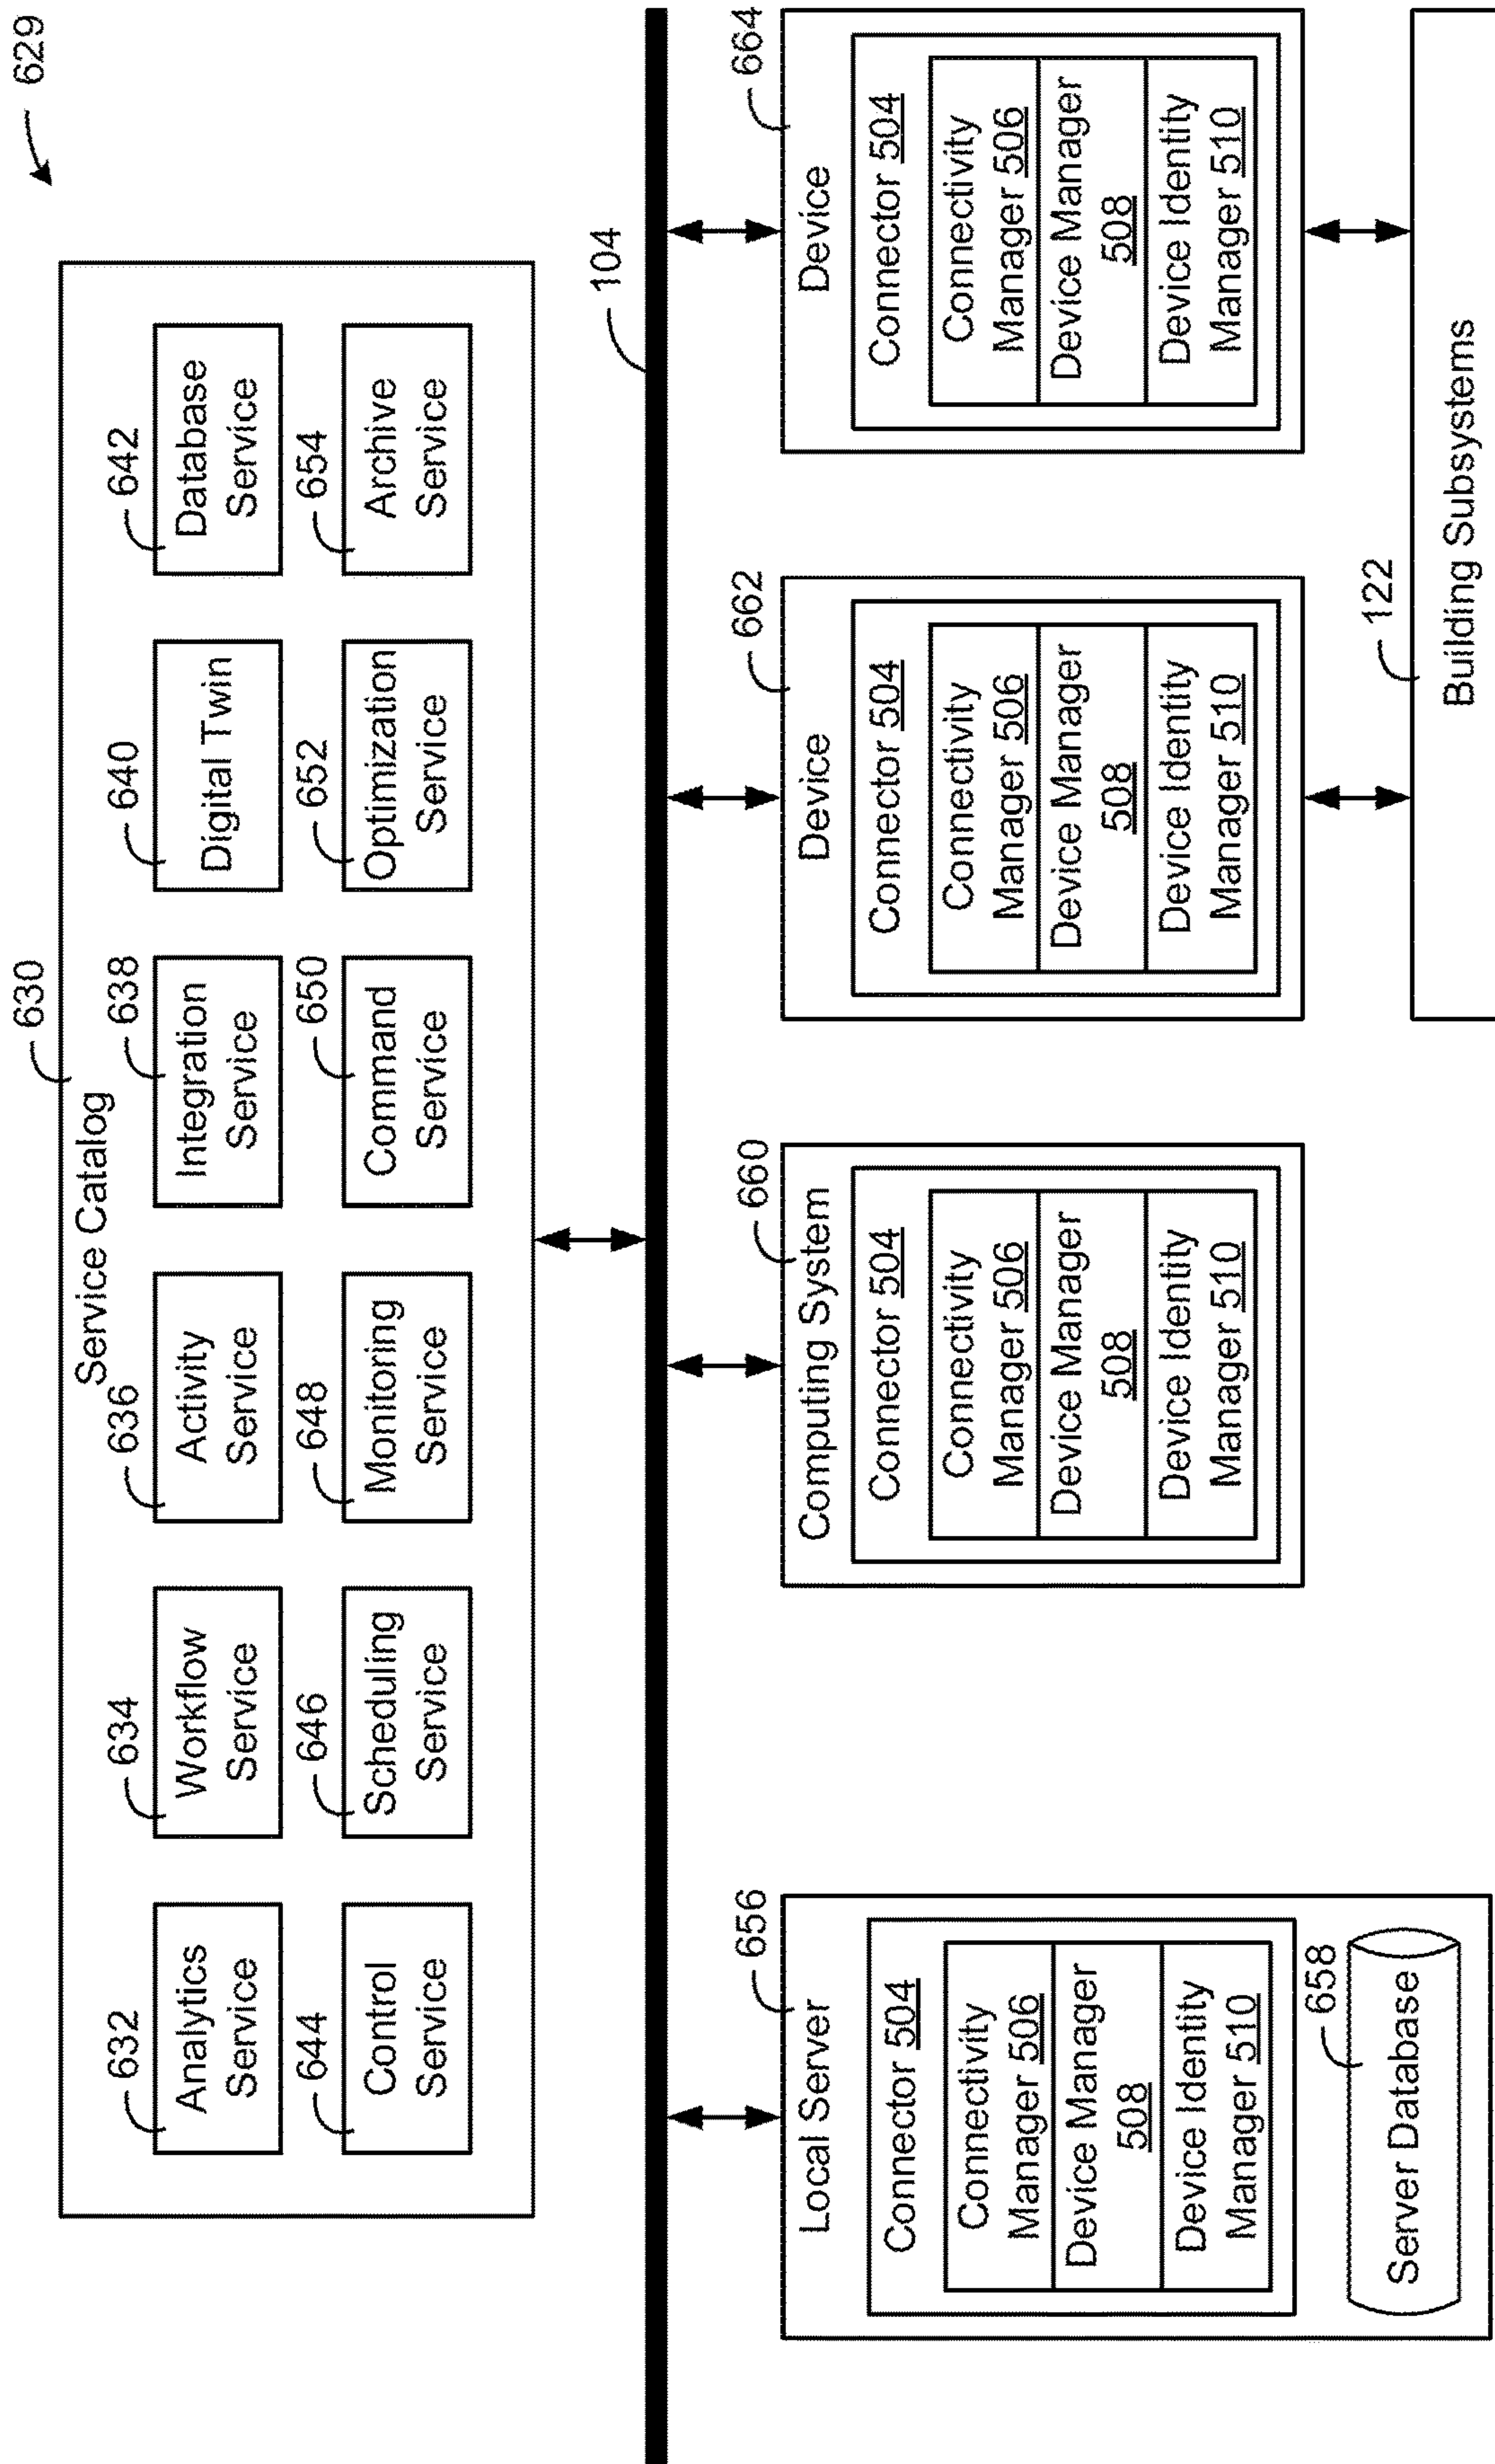 629
630
Service Catalog
632
Analytics
Service
634
Workflow
Service
636
Activity
Service
638
Integration
Service
640
Digital Twin
642
Database
Service
644
Control
Service
646
Scheduling
Service
648
Monitoring
Service
650
Command
Service
652
Optimization
Service
654
Archive
Service
104
656
Local Server
Connector 504
Connectivity
Manager 506
Device Manager
508
Device Identity
Manager 510
658
Server Database
660
Computing System
Connector 504
Connectivity
Manager 506
Device Manager
508
Device Identity
Manager 510
662
Device
Connector 504
Connectivity
Manager 506
Device Manager
508
Device Identity
Manager 510
664
Device
Connector 504
Connectivity
Manager 506
Device Manager
508
Device Identity
Manager 510
122
Building Subsystems